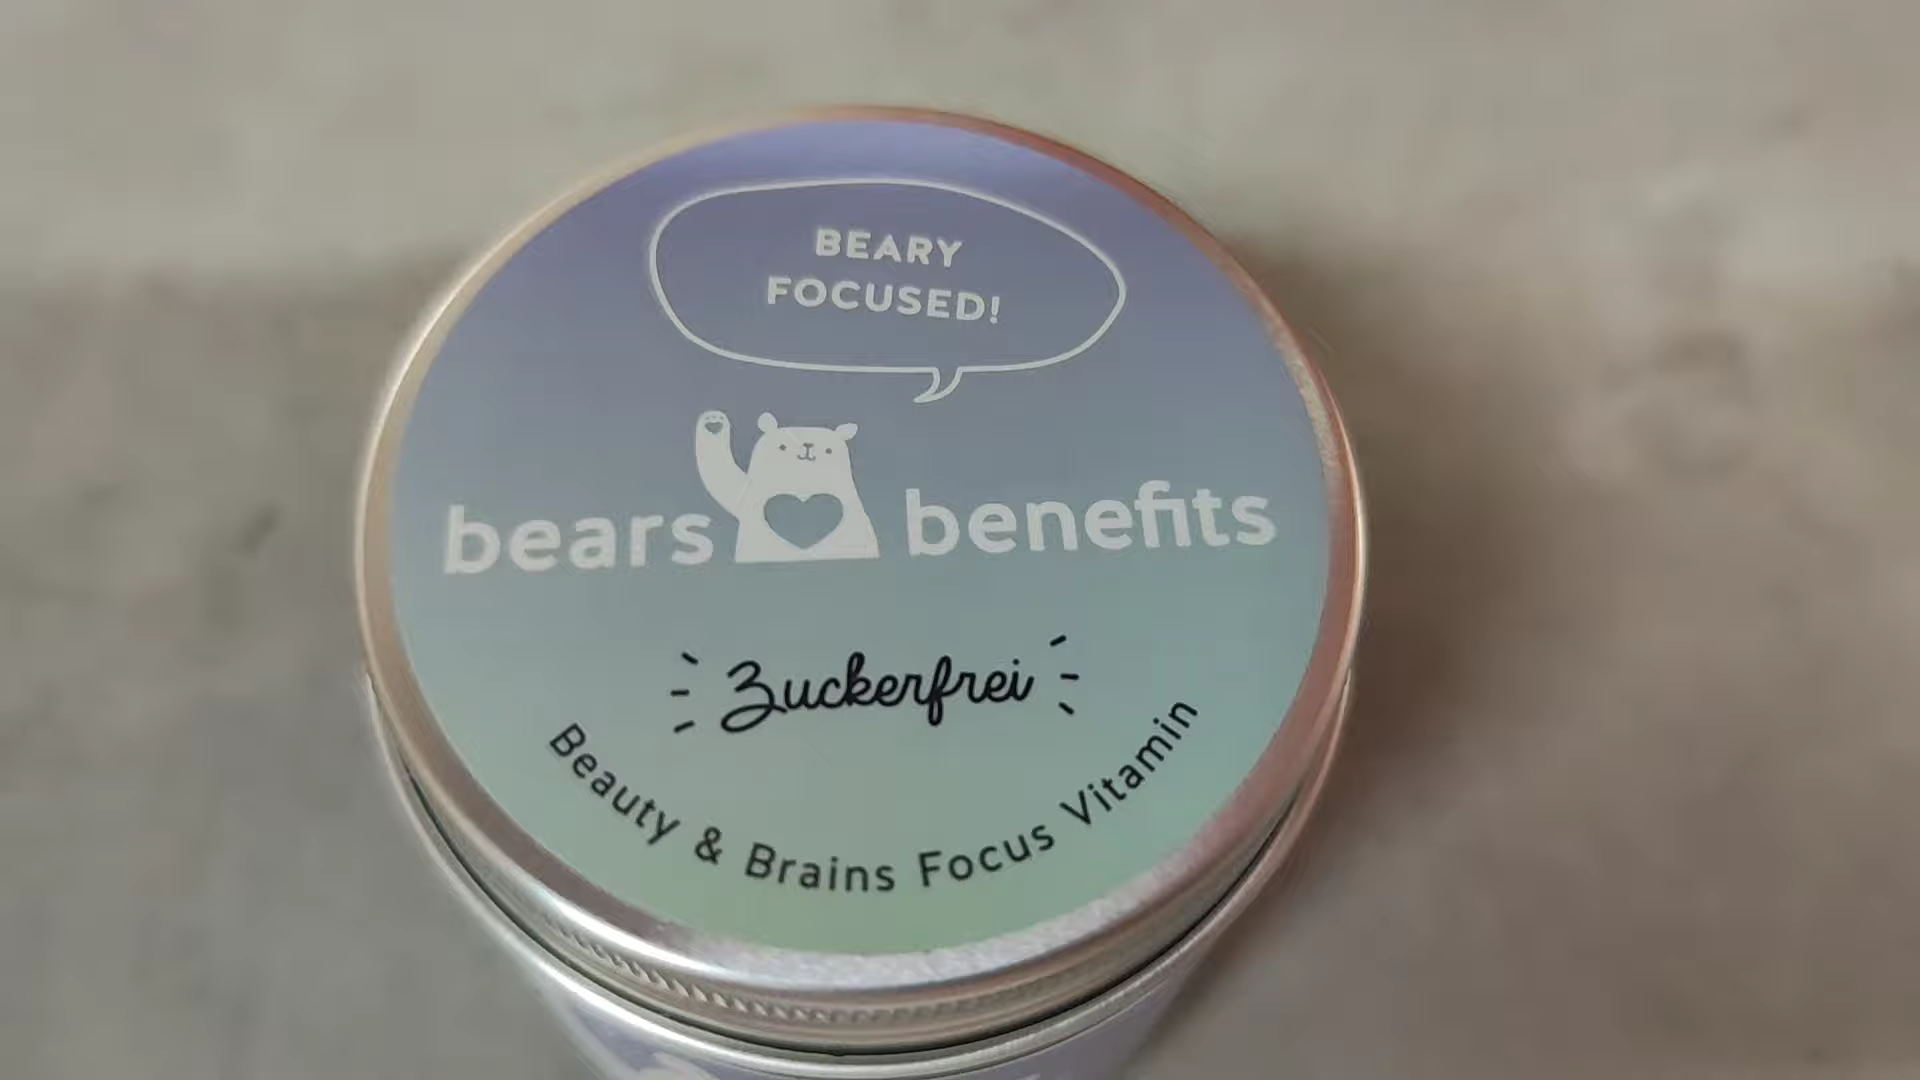 BEARY
FOCUSED!
bears benefits
Zuckerfrei
Beauty & Brains Focus Vitamin